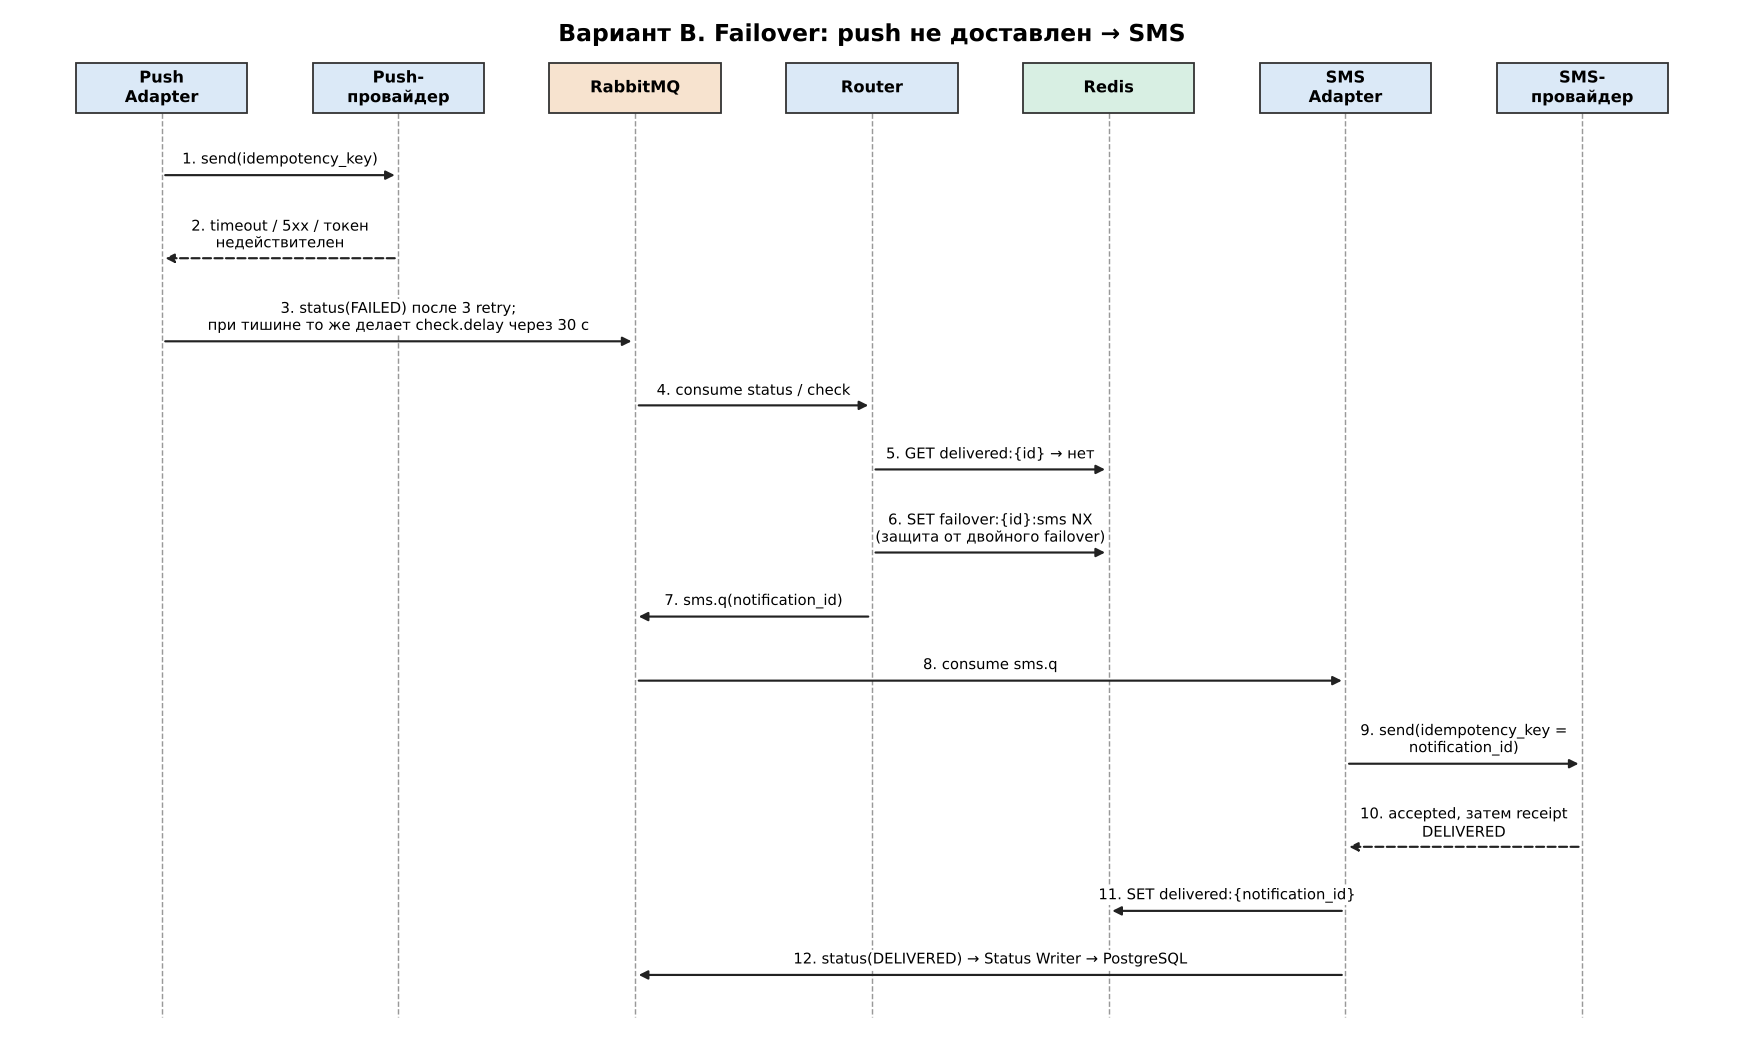 Вариант B. Failover: push не доставлен → SMS
Push
Adapter
Push-
провайдер
RabbitMQ
Router
Redis
SMS
Adapter
SMS-
провайдер
1. send(idempotency_key)
2. timeout / 5xx / токен
недействителен
3. status(FAILED) после 3 retry;
при тишине то же делает check.delay через 30 с
4. consume status / check
5. GET delivered:{id} → нет
6. SET failover:{id}:sms NX
(защита от двойного failover)
7. sms.q(notification_id)
8. consume sms.q
9. send(idempotency_key =
notification_id)
10. accepted, затем receipt
DELIVERED
11. SET delivered:{notification_id}
12. status(DELIVERED) → Status Writer → PostgreSQL